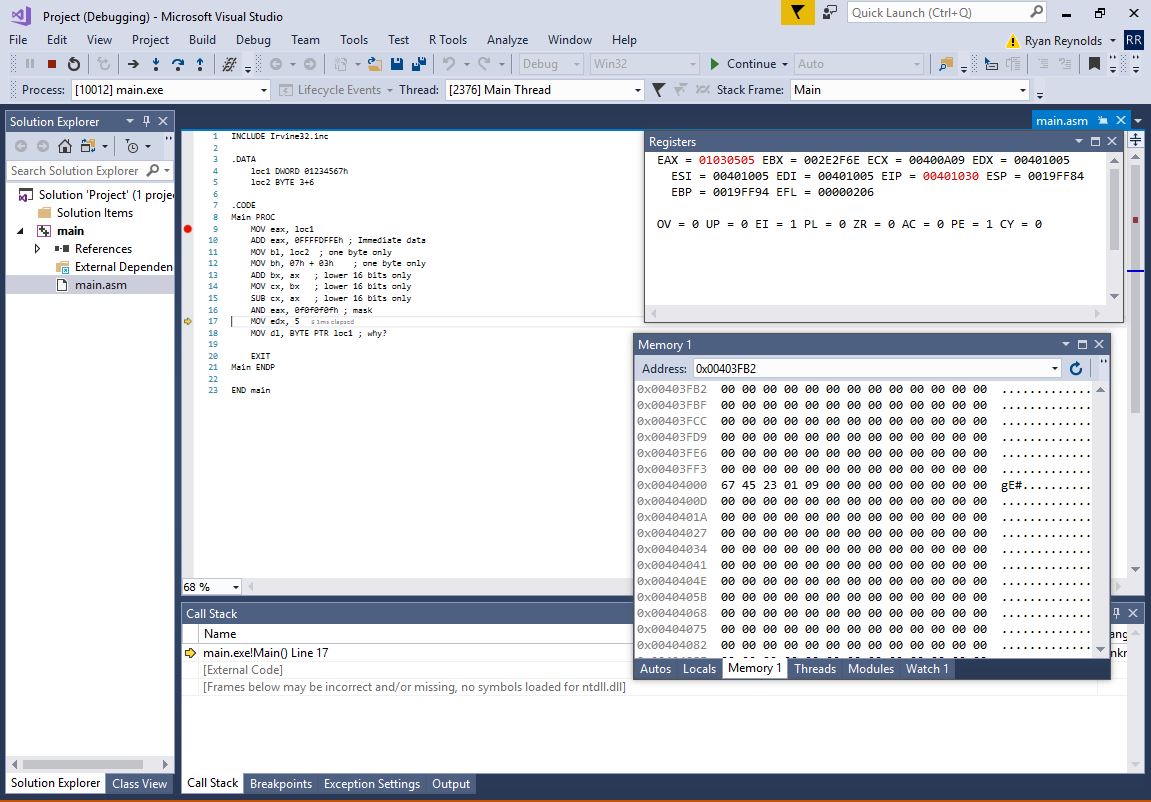 Project (Debugging) - Microsoft Visual Studio
Quick Launch (Ctrl+Q)
File Edit View Project Build Debug Team Tools Test R Tools Analyze Window Help
Ryan Reynolds RR
Debug Win32 Continue Auto
Process: [10012] main.exe Lifecycle Events Thread: [2376] Main Thread Stack Frame: Main
Solution Explorer
Search Solution Explorer
Solution 'Project' (1 proje
Solution Items
main
References
External Dependen
main.asm
Solution Explorer Class View
main.asm
1 INCLUDE Irvine32.inc
2
3 .DATA
4 loc1 DWORD 01234567h
5 loc2 BYTE 3+6
6
7 .CODE
8 Main PROC
9 MOV eax, loc1
10 ADD eax, 0FFFFDFFEh ; Immediate data
11 MOV bl, loc2 ; one byte only
12 MOV bh, 07h + 03h ; one byte only
13 ADD bx, ax ; lower 16 bits only
14 MOV cx, bx ; lower 16 bits only
15 SUB cx, ax ; lower 16 bits only
16 AND eax, 0f0f0f0fh ; mask
17 MOV edx, 5 ≤ 1ms elapsed
18 MOV dl, BYTE PTR loc1 ; why?
19
20 EXIT
21 Main ENDP
22
23 END main
68 %
Registers
EAX = 01030505 EBX = 002E2F6E ECX = 00400A09 EDX = 00401005
ESI = 00401005 EDI = 00401005 EIP = 00401030 ESP = 0019FF84
EBP = 0019FF94 EFL = 00000206
OV = 0 UP = 0 EI = 1 PL = 0 ZR = 0 AC = 0 PE = 1 CY = 0
Memory 1
Address: 0x00403FB2
0x00403FB2 00 00 00 00 00 00 00 00 00 00 00 00 00 .............
0x00403FBF 00 00 00 00 00 00 00 00 00 00 00 00 00 .............
0x00403FCC 00 00 00 00 00 00 00 00 00 00 00 00 00 .............
0x00403FD9 00 00 00 00 00 00 00 00 00 00 00 00 00 .............
0x00403FE6 00 00 00 00 00 00 00 00 00 00 00 00 00 .............
0x00403FF3 00 00 00 00 00 00 00 00 00 00 00 00 00 .............
0x00404000 67 45 23 01 09 00 00 00 00 00 00 00 00 gE#..........
0x0040400D 00 00 00 00 00 00 00 00 00 00 00 00 00 .............
0x0040401A 00 00 00 00 00 00 00 00 00 00 00 00 00 .............
0x00404027 00 00 00 00 00 00 00 00 00 00 00 00 00 .............
0x00404034 00 00 00 00 00 00 00 00 00 00 00 00 00 .............
0x00404041 00 00 00 00 00 00 00 00 00 00 00 00 00 .............
0x0040404E 00 00 00 00 00 00 00 00 00 00 00 00 00 .............
0x0040405B 00 00 00 00 00 00 00 00 00 00 00 00 00 .............
0x00404068 00 00 00 00 00 00 00 00 00 00 00 00 00 .............
0x00404075 00 00 00 00 00 00 00 00 00 00 00 00 00 .............
0x00404082 00 00 00 00 00 00 00 00 00 00 00 00 00 .............
Autos Locals Memory 1 Threads Modules Watch 1
Call Stack
Name
main.exe!Main() Line 17
[External Code]
[Frames below may be incorrect and/or missing, no symbols loaded for ntdll.dll]
Call Stack Breakpoints Exception Settings Output